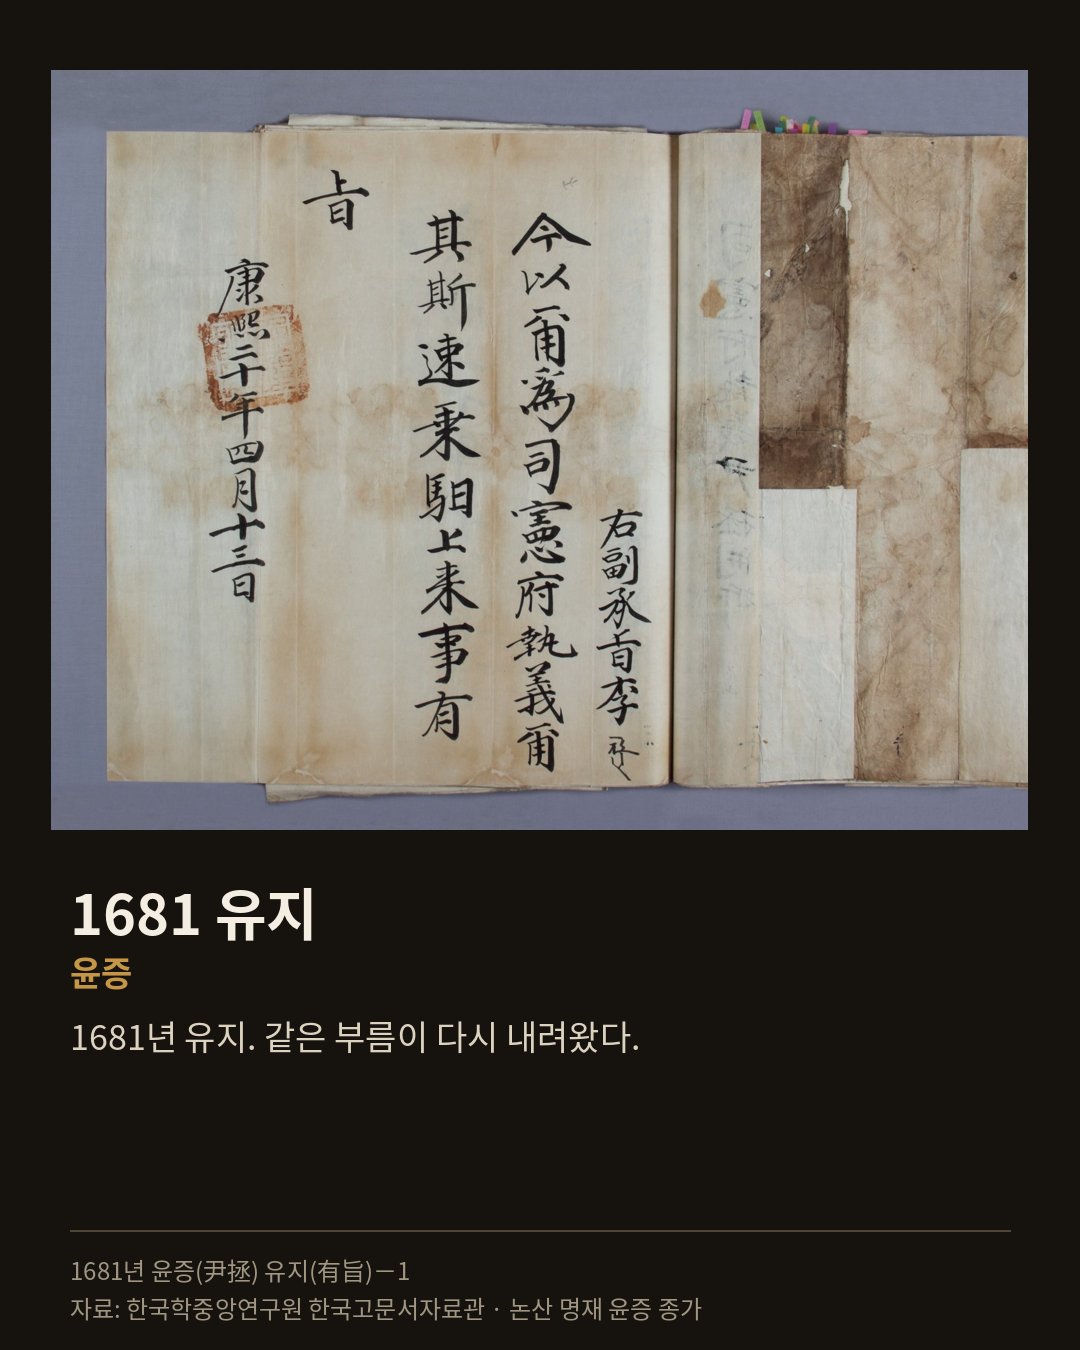 右副承旨李
今以爾爲司憲府執義爾
其斯速乗馹上来事有
旨
康熙二十年四月十三日
1681 유지
윤증
1681년 유지. 같은 부름이 다시 내려왔다.
1681년 윤증(尹拯) 유지(有旨)－1
자료: 한국학중앙연구원 한국고문서자료관 · 논산 명재 윤증 종가